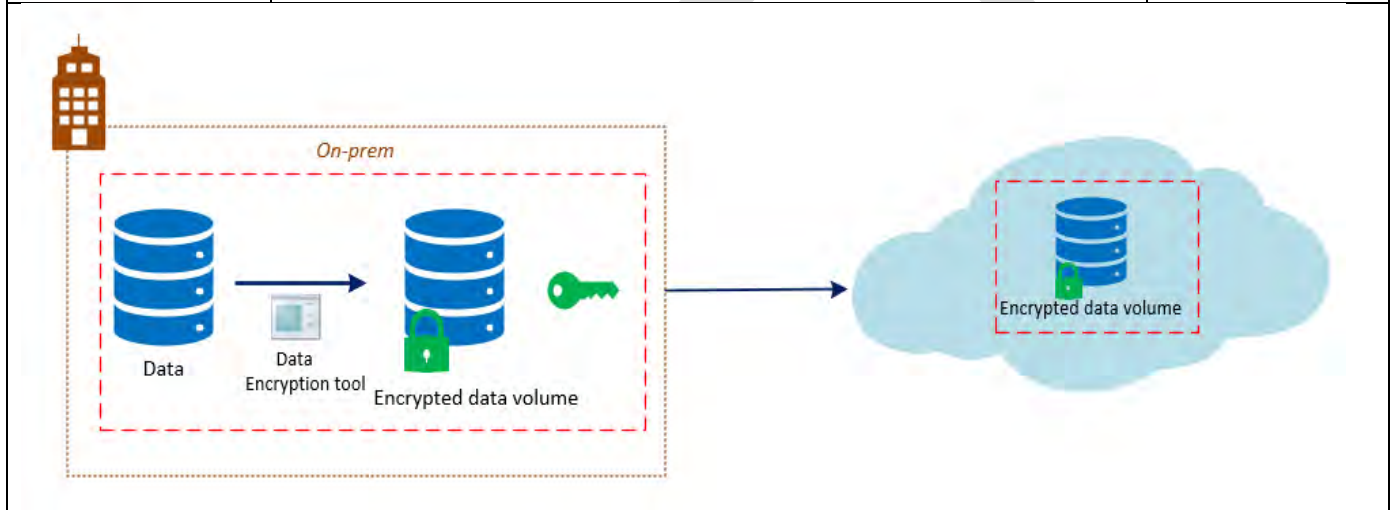 On-prem
Data
Data
Encryption tool
Encrypted data volume
Encrypted data volume